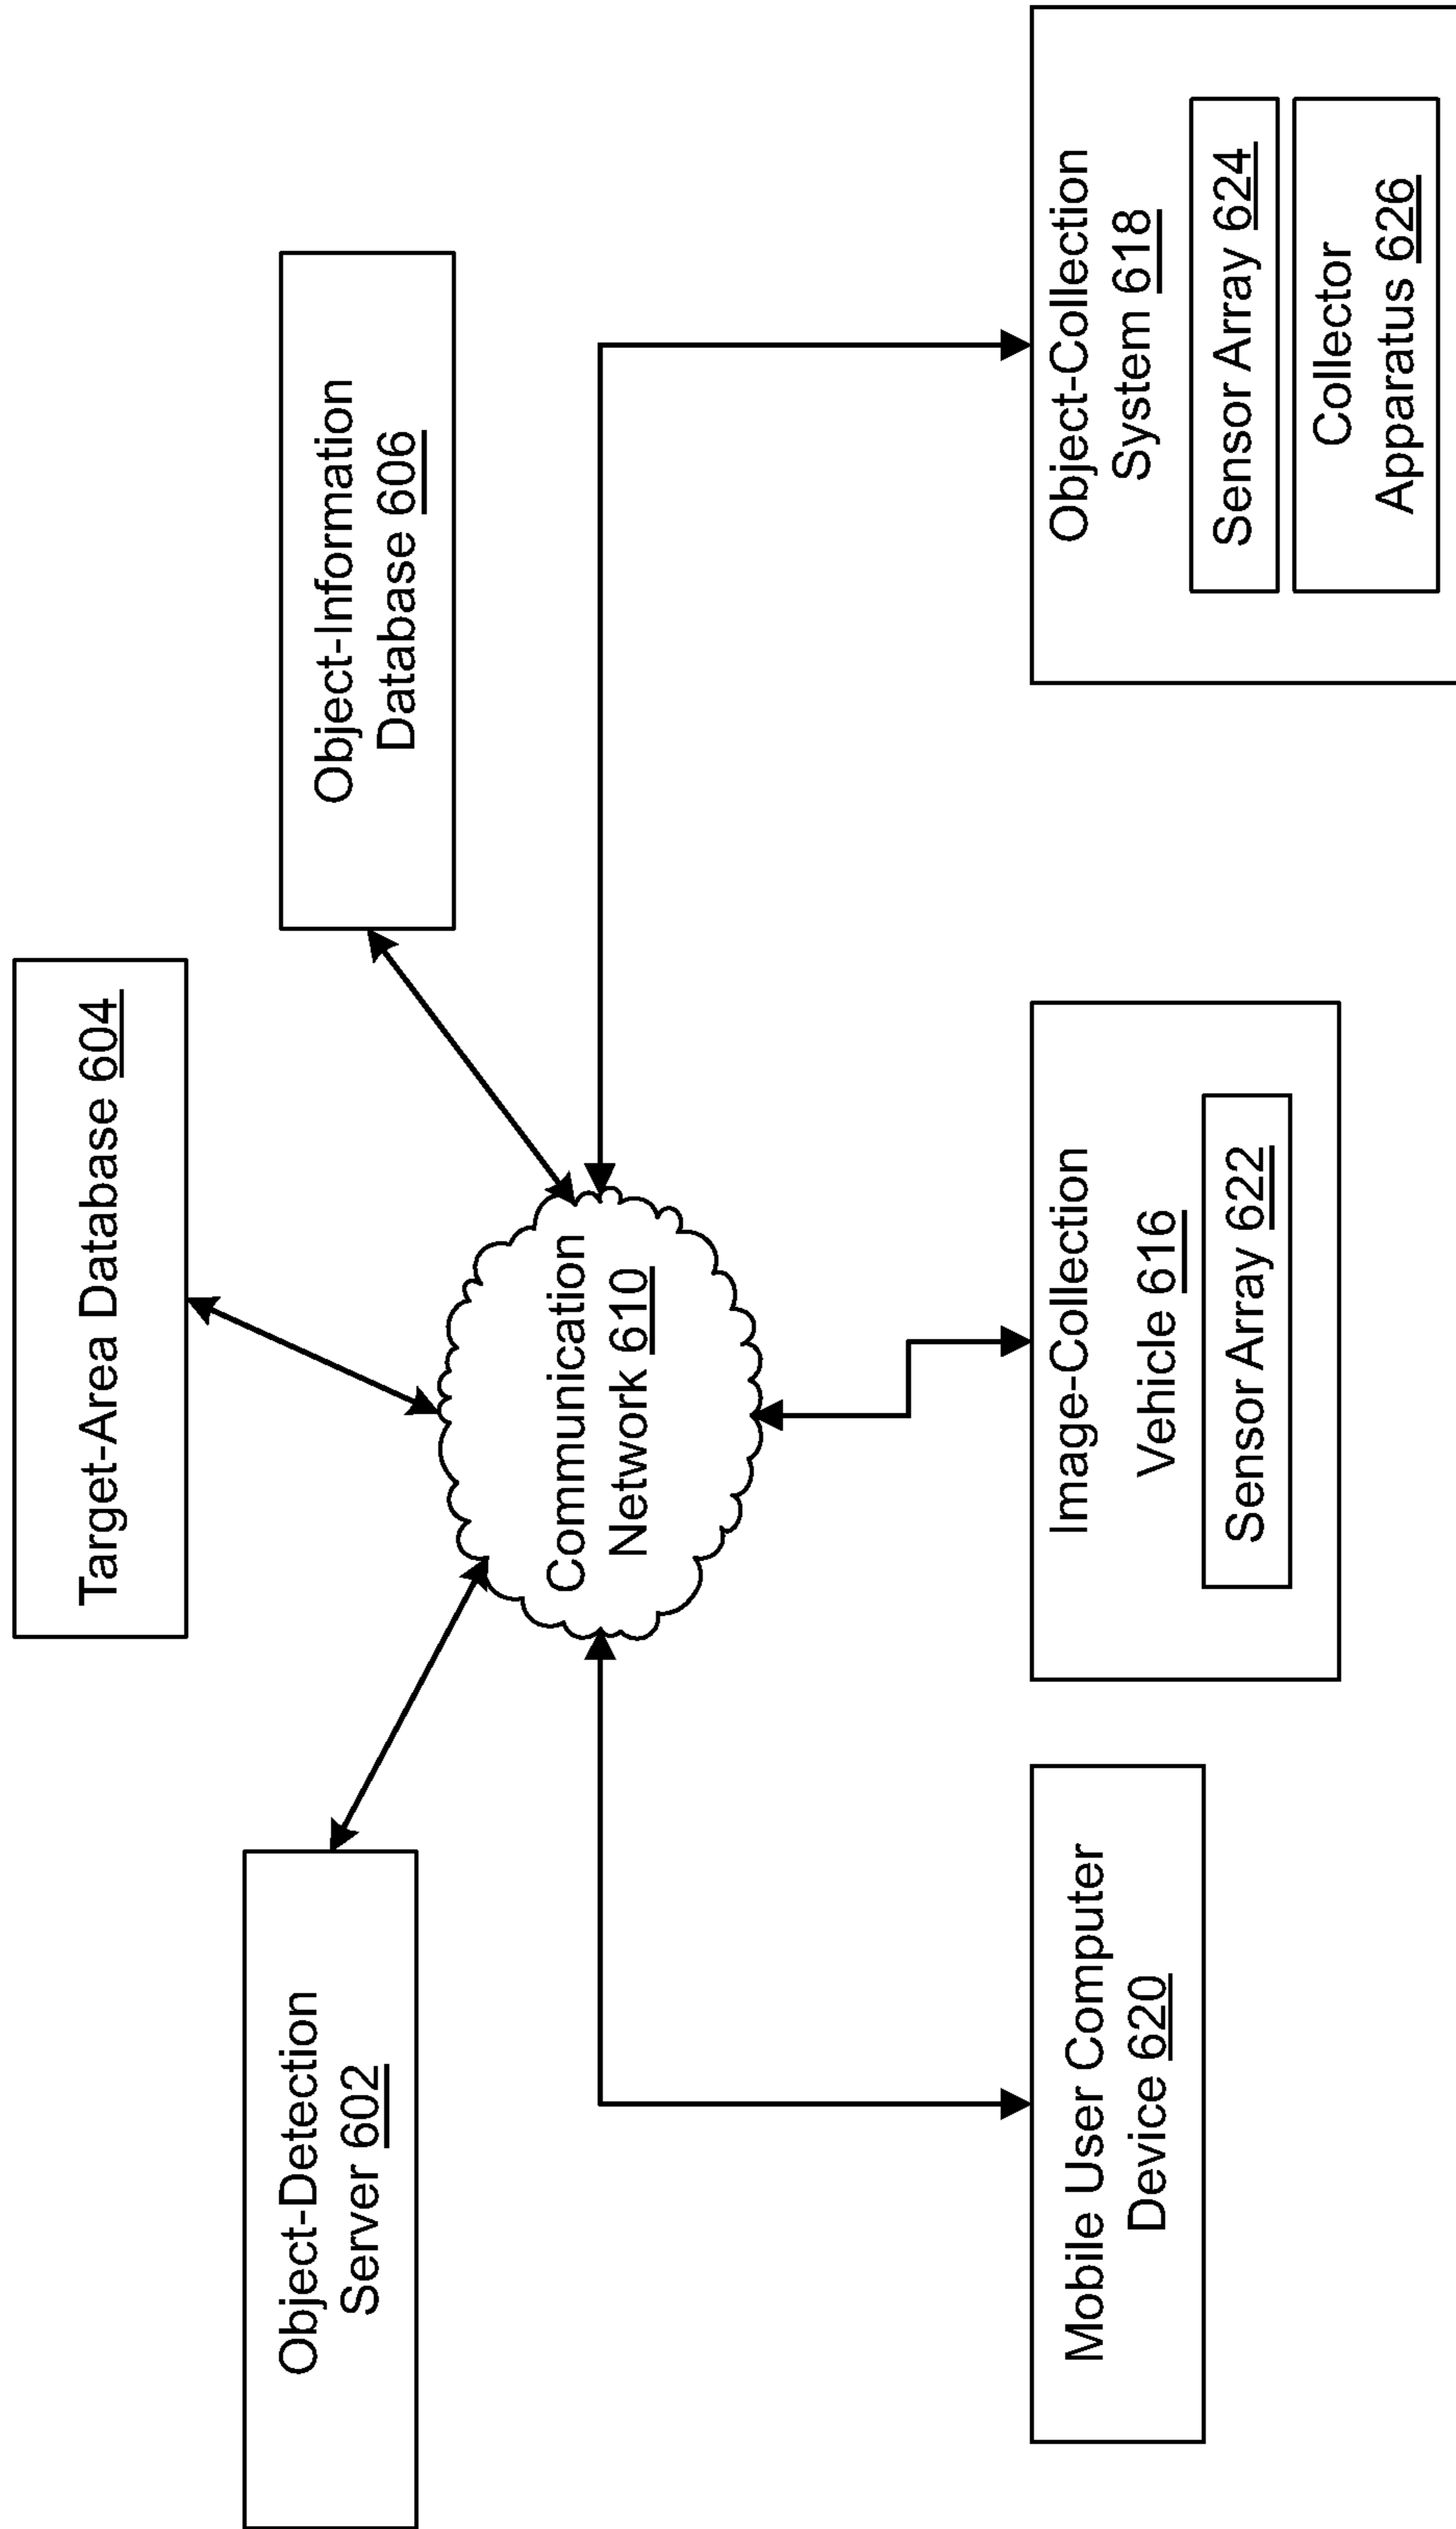 Target-Area Database 604
Object-Detection
Server 602
Object-Information
Database 606
Communication
Network 610
Mobile User Computer
Device 620
Image-Collection
Vehicle 616
Sensor Array 622
Object-Collection
System 618
Sensor Array 624
Collector
Apparatus 626